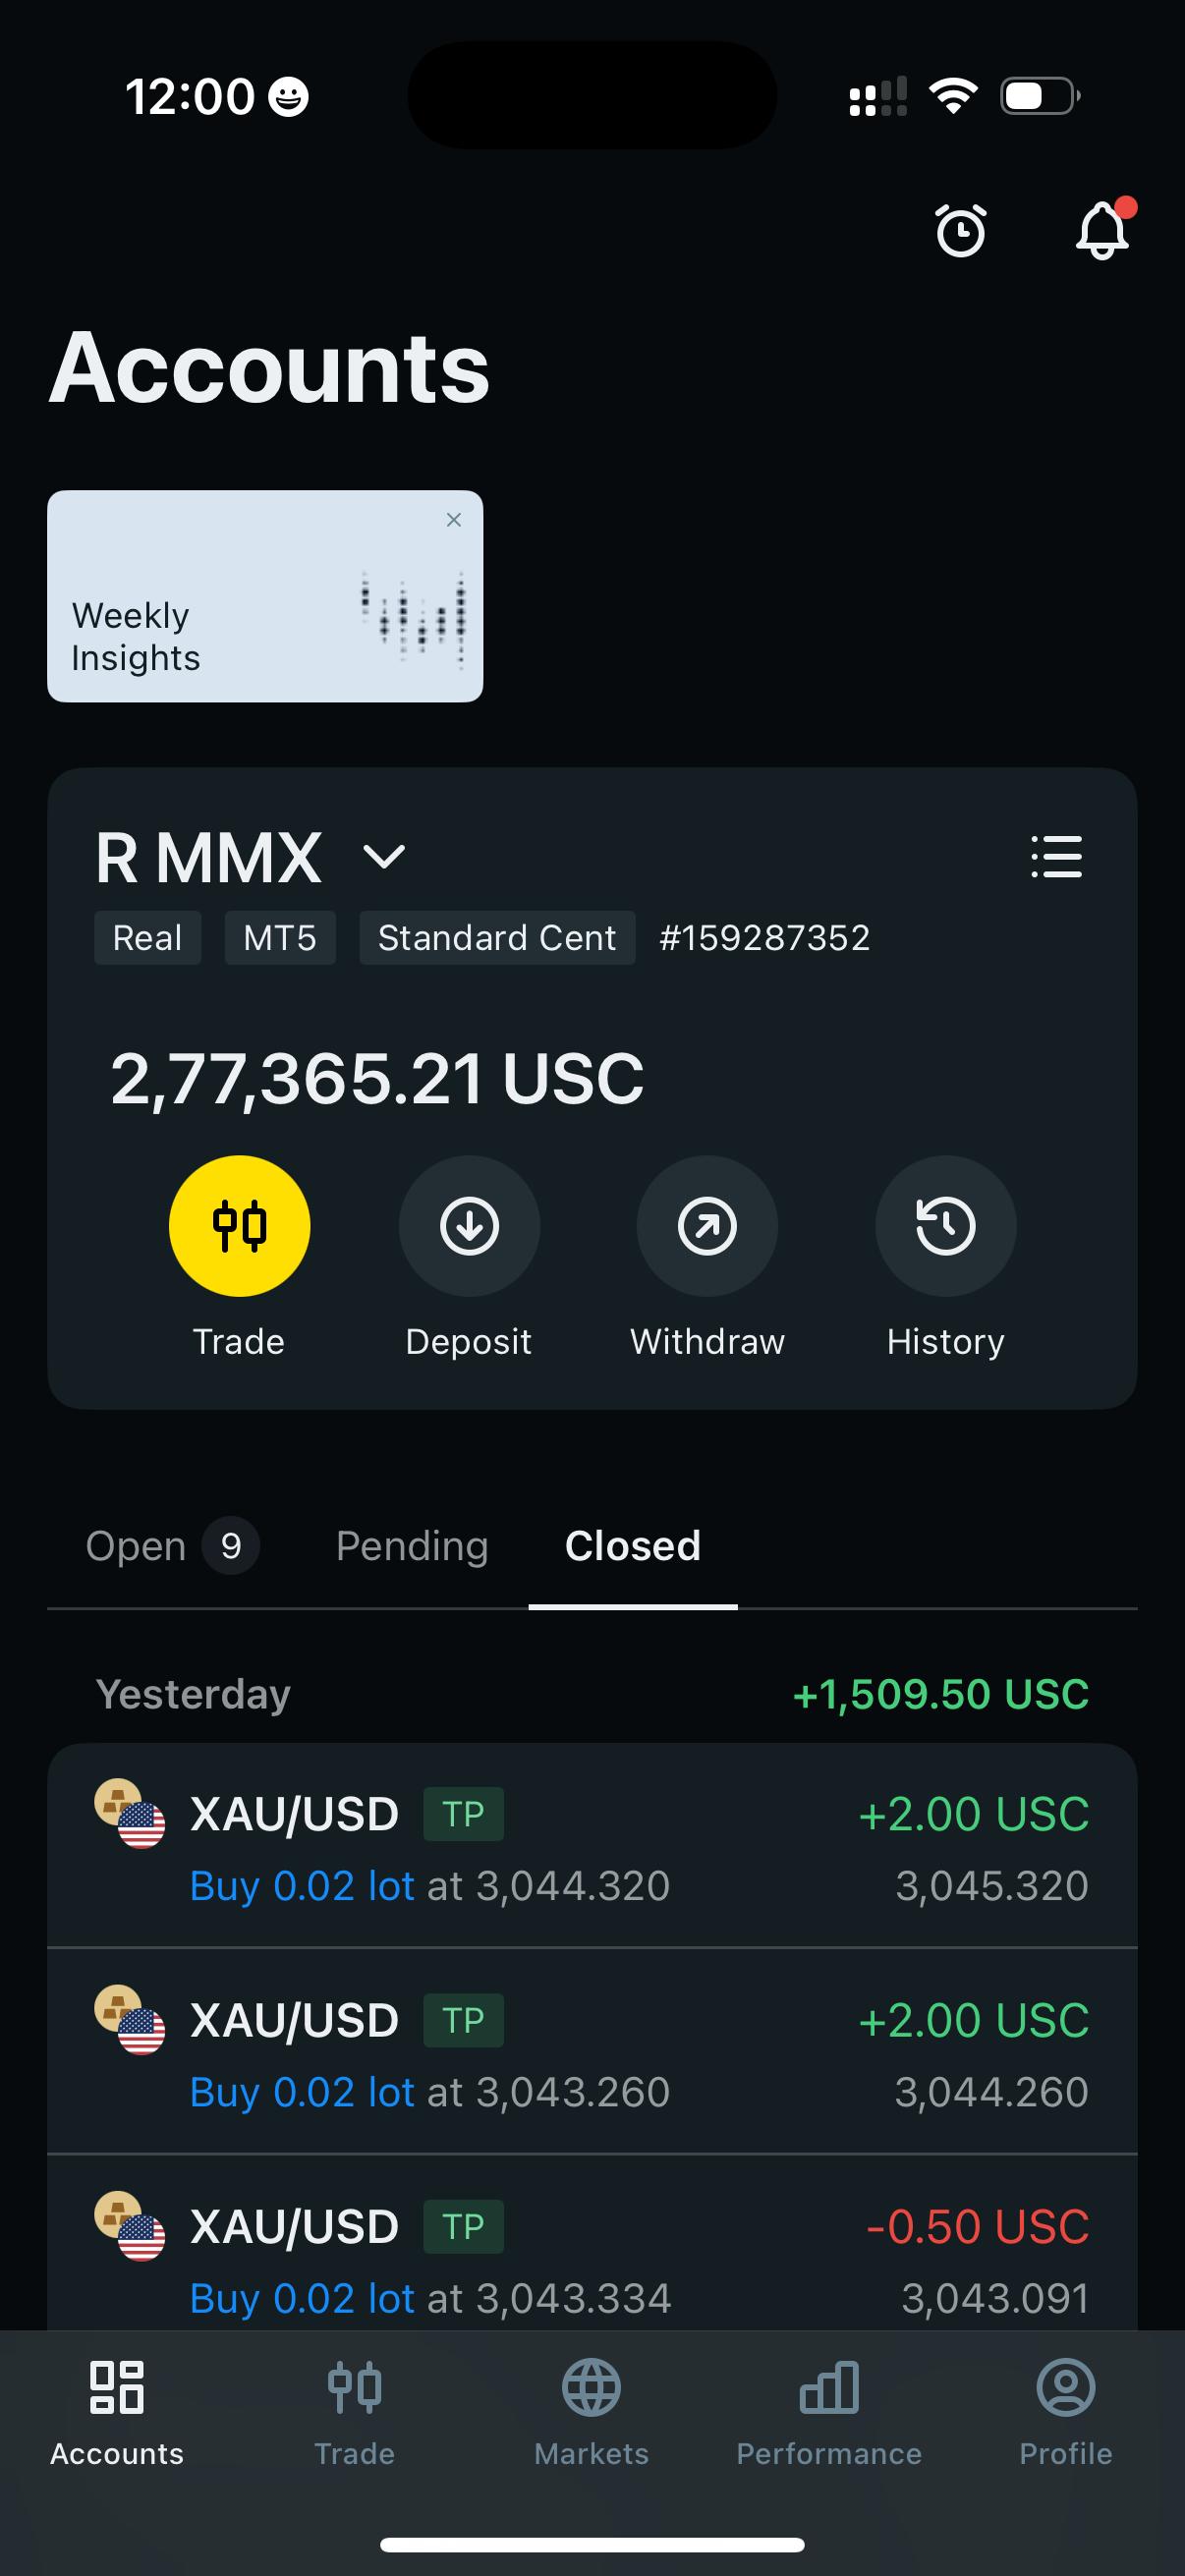 12:00
Accounts
Weekly
Insights
R MMX
Real MT5 Standard Cent #159287352
2,77,365.21 USC
Trade Deposit Withdraw History
Open 9 Pending Closed
Yesterday +1,509.50 USC
XAU/USD TP +2.00 USC
Buy 0.02 lot at 3,044.320 3,045.320
XAU/USD TP +2.00 USC
Buy 0.02 lot at 3,043.260 3,044.260
XAU/USD TP -0.50 USC
Buy 0.02 lot at 3,043.334 3,043.091
Accounts Trade Markets Performance Profile